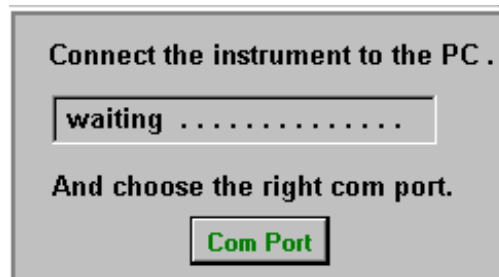 Connect the instrument to the PC .
waiting . . . . . . . . . . . . . .
And choose the right com port.
Com Port